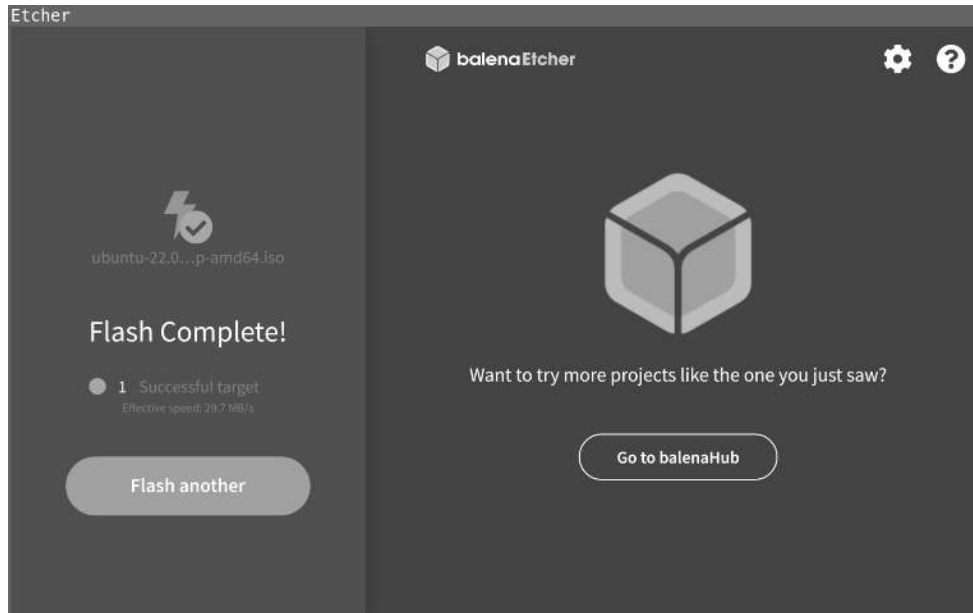 Etcher
balenaEtcher
ubuntu-22.0...p-amd64.iso
Flash Complete!
1 Successful target
Effective speed: 29.7 MB/s
Flash another
Want to try more projects like the one you just saw?
Go to balenaHub